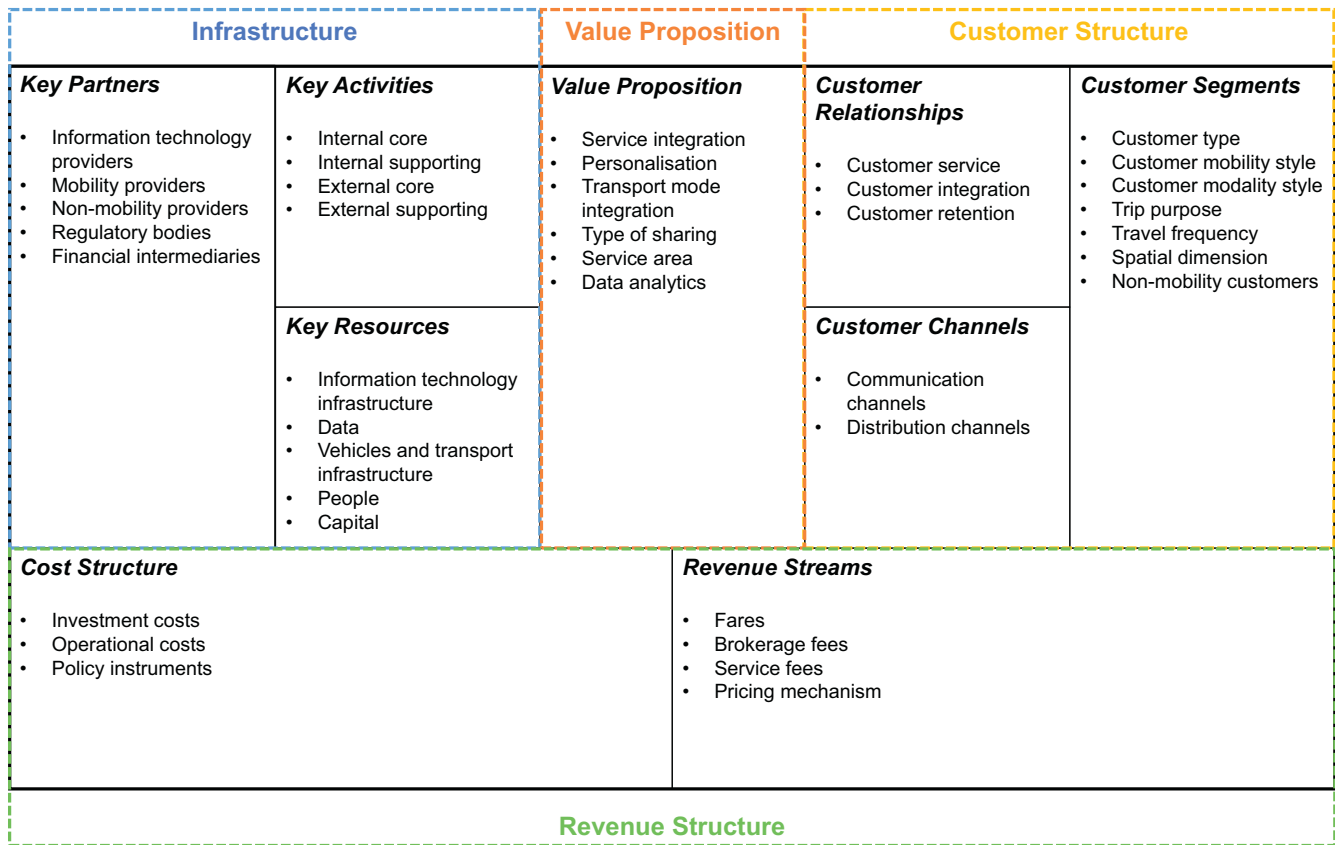 Infrastructure
Value Proposition
Customer Structure
Key Partners
• Information technology
providers
• Mobility providers
• Non-mobility providers
• Regulatory bodies
• Financial intermediaries
Key Activities
• Internal core
• Internal supporting
• External core
• External supporting
Key Resources
• Information technology
infrastructure
• Data
• Vehicles and transport
infrastructure
• People
• Capital
Value Proposition
• Service integration
• Personalisation
• Transport mode
integration
• Type of sharing
• Service area
• Data analytics
Customer
Relationships
• Customer service
• Customer integration
• Customer retention
Customer Channels
• Communication
channels
• Distribution channels
Customer Segments
• Customer type
• Customer mobility style
• Customer modality style
• Trip purpose
• Travel frequency
• Spatial dimension
• Non-mobility customers
Cost Structure
• Investment costs
• Operational costs
• Policy instruments
Revenue Streams
• Fares
• Brokerage fees
• Service fees
• Pricing mechanism
Revenue Structure